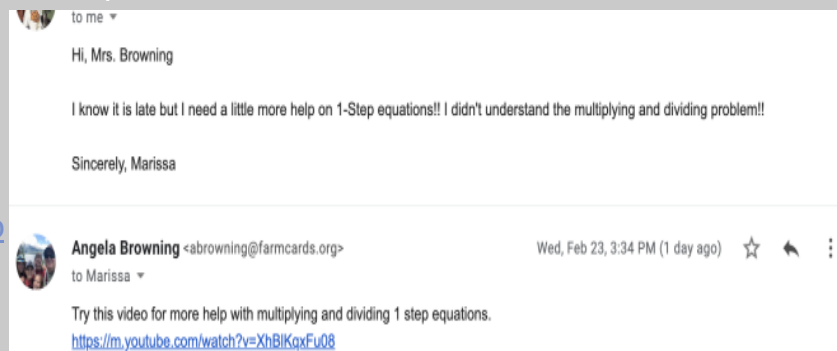 to me
Hi, Mrs. Browning
I know it is late but I need a little more help on 1-Step equations!! I didn't understand the multiplying and dividing problem!!
Sincerely, Marissa
Angela Browning <abrowning@farmcards.org> Wed, Feb 23, 3:34 PM (1 day ago)
to Marissa
Try this video for more help with multiplying and dividing 1 step equations.
https://m.youtube.com/watch?v=XhBlKqxFu08